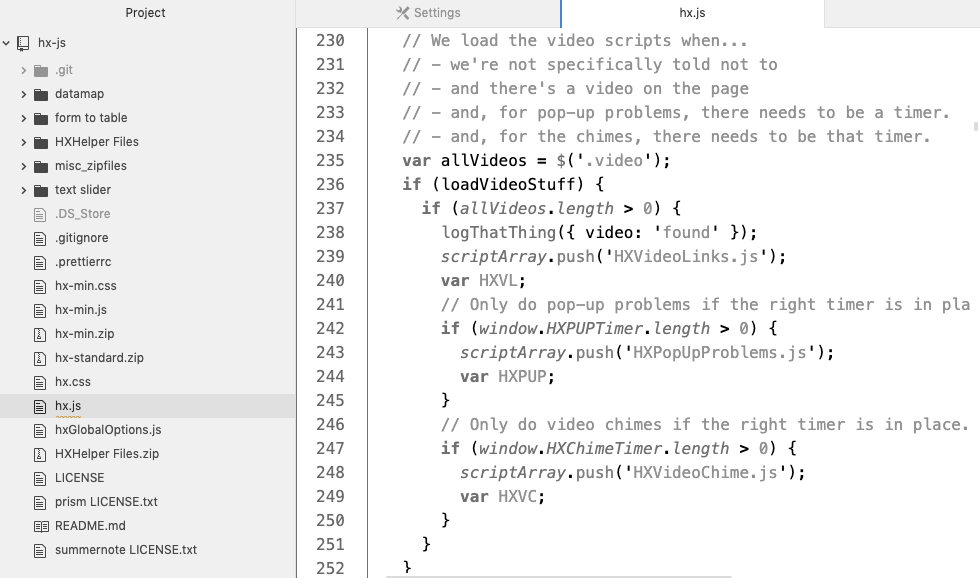 Project
Settings
hx.js
hx-js
.git
datamap
form to table
HXHelper Files
misc_zipfiles
text slider
.DS_Store
.gitignore
.prettierrc
hx-min.css
hx-min.js
hx-min.zip
hx-standard.zip
hx.css
hx.js
hxGlobalOptions.js
HXHelper Files.zip
LICENSE
prism LICENSE.txt
README.md
summernote LICENSE.txt
230 // We load the video scripts when...
231 // - we're not specifically told not to
232 // - and there's a video on the page
233 // - and, for pop-up problems, there needs to be a timer.
234 // - and, for the chimes, there needs to be that timer.
235 var allVideos = $('.video');
236 if (loadVideoStuff) {
237 if (allVideos.length > 0) {
238 logThatThing({ video: 'found' });
239 scriptArray.push('HXVideoLinks.js');
240 var HXVL;
241 // Only do pop-up problems if the right timer is in pla
242 if (window.HXPUPTimer.length > 0) {
243 scriptArray.push('HXPopUpProblems.js');
244 var HXPUP;
245 }
246 // Only do video chimes if the right timer is in place.
247 if (window.HXChimeTimer.length > 0) {
248 scriptArray.push('HXVideoChime.js');
249 var HXVC;
250 }
251 }
252 }